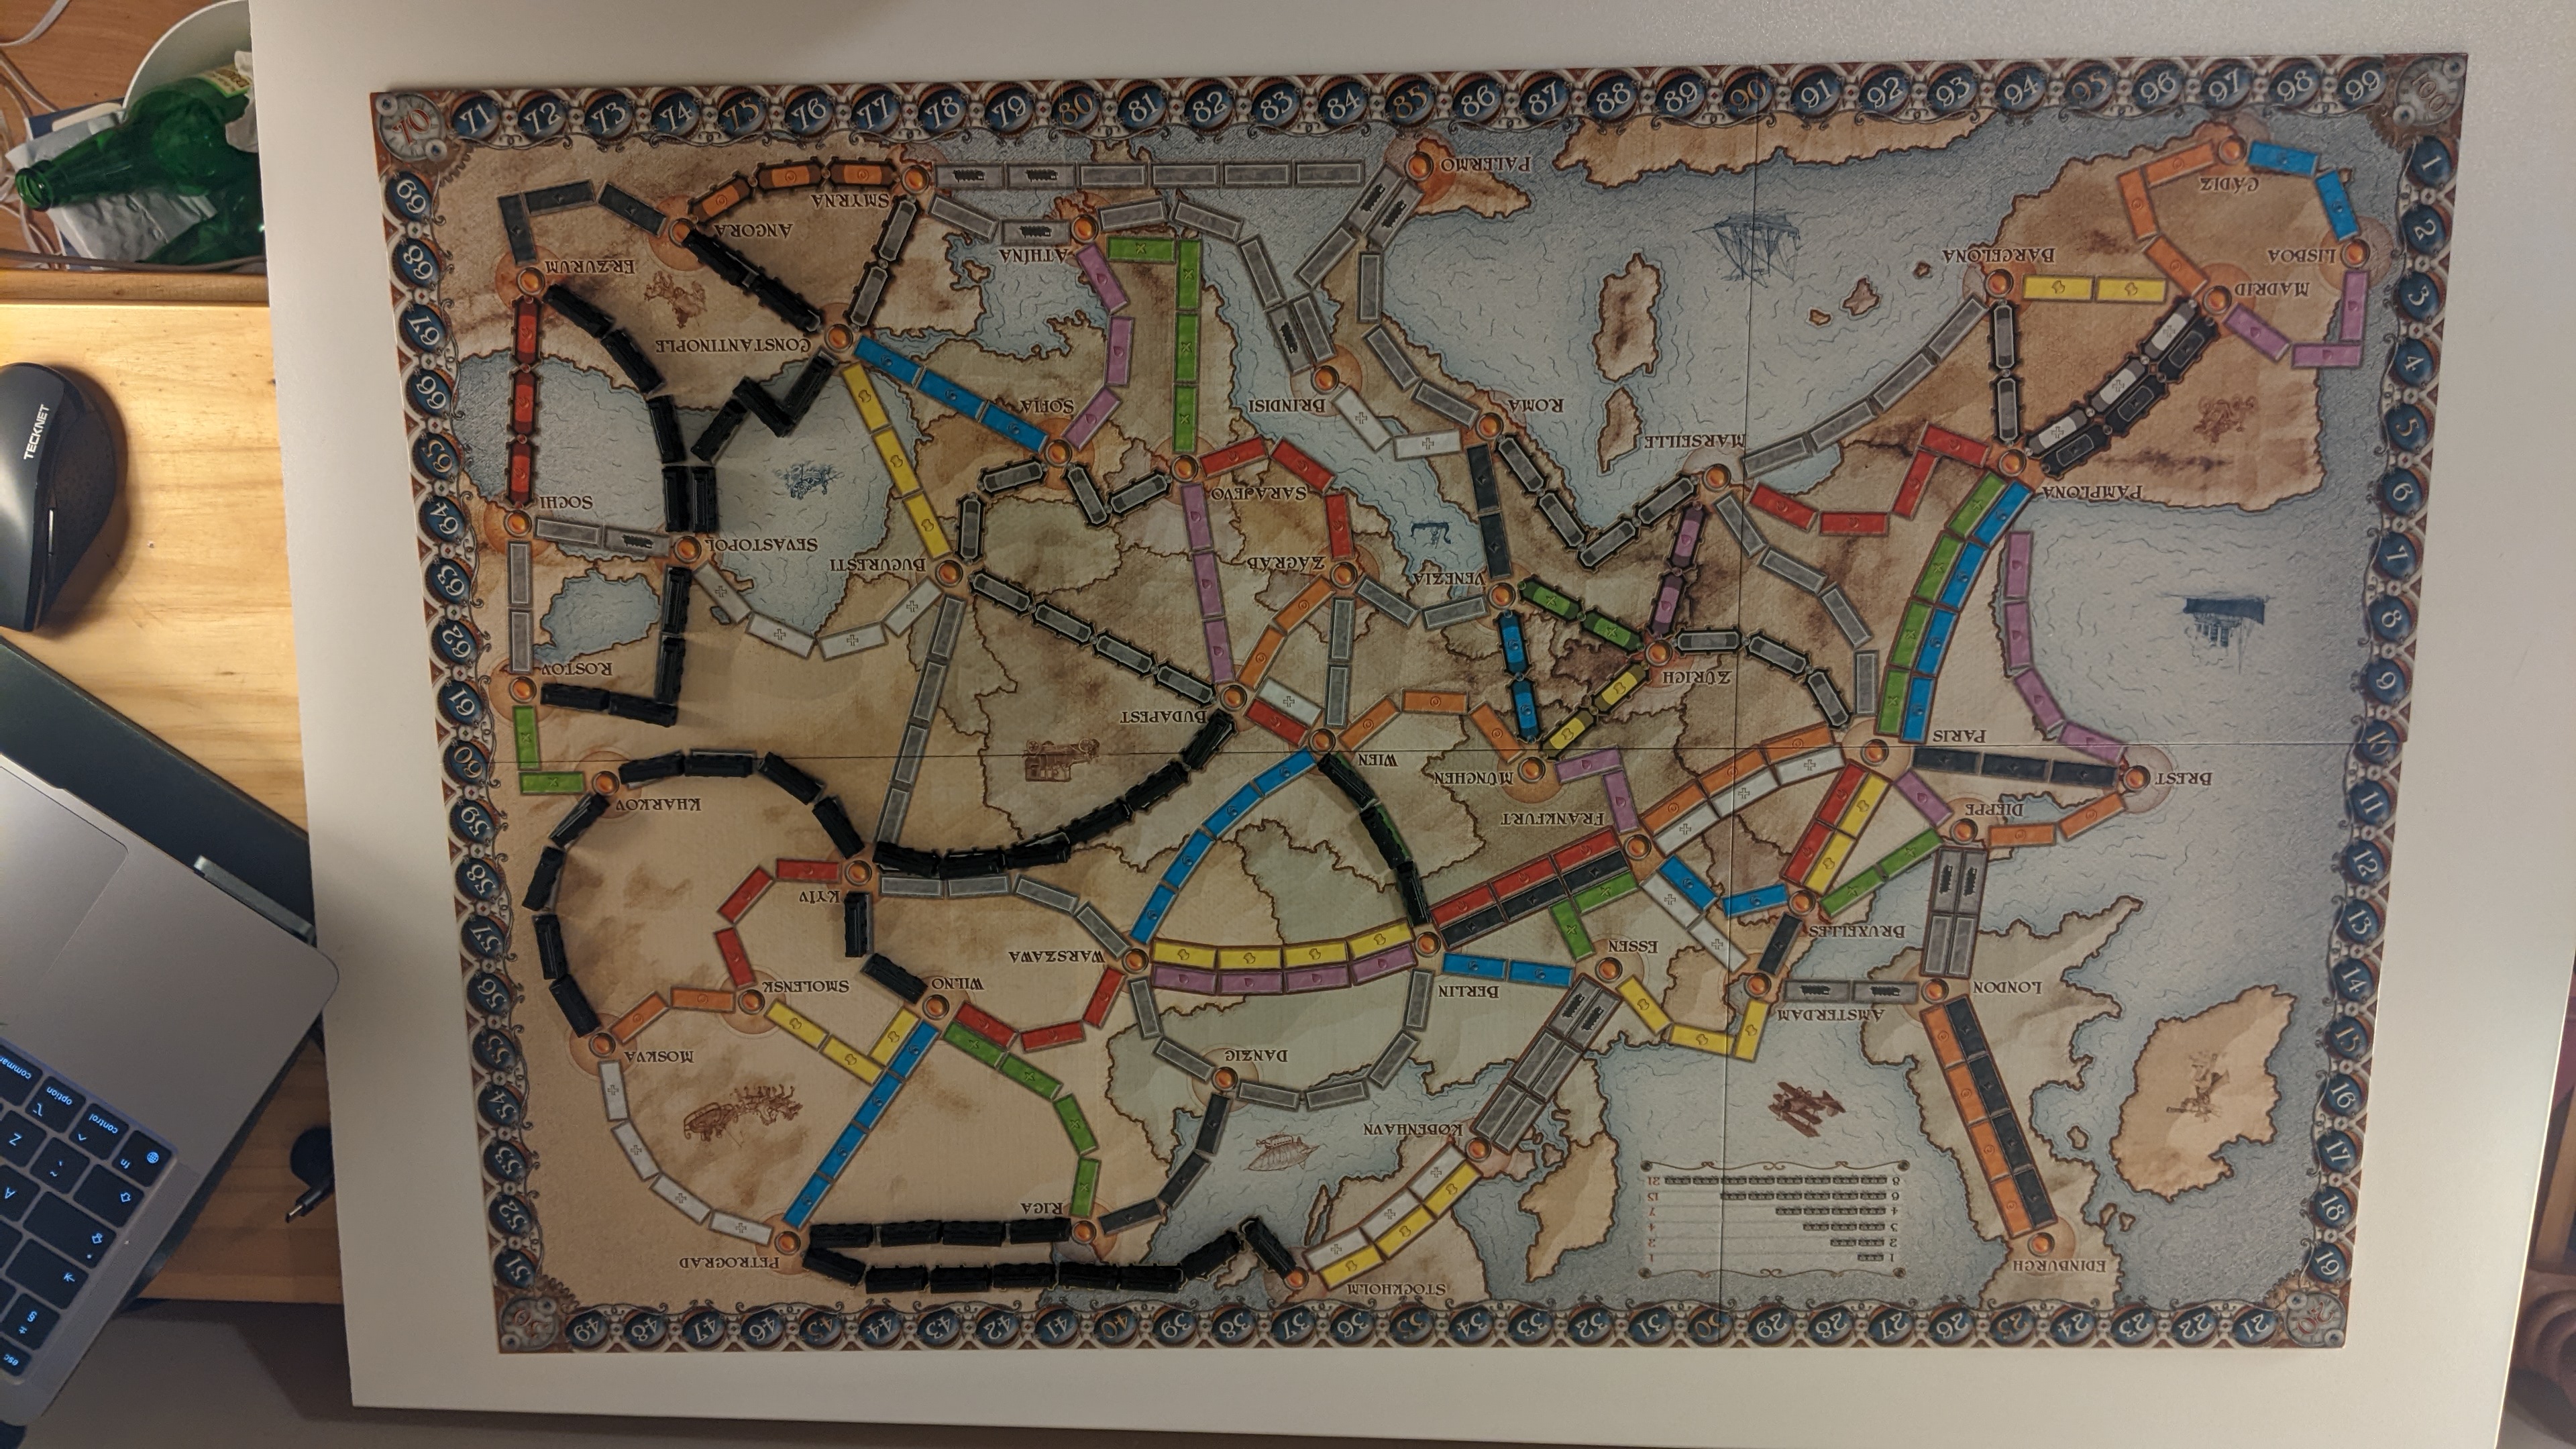 70 71 72 73 74 75 76 77 78 79 80 81 82 83 84 85 86 87 88 89 90 91 92 93 94 95 96 97 98 99 100
1
2
3
4
5
6
7
8
9
10
11
12
13
14
15
16
17
18
19
20
21 22 23 24 25 26 27 28 29 30 31 32 33 34 35 36 37 38 39 40 41 42 43 44 45 46 47 48 49 50
51
52
53
54
55
56
57
58
59
60
61
62
63
64
65
66
67
68
69
EDINBURGH
LONDON
AMSTERDAM
ESSEN
KØBENHAVN
STOCKHOLM
PETROGRAD
RIGA
DANZIG
MOSKVA
SMOLENSK
WILNO
WARSZAWA
BERLIN
BRUXELLES
DIEPPE
BREST
PARIS
FRANKFURT
MÜNCHEN
WIEN
KYIV
KHARKOV
ROSTOV
BUDAPEST
ZÜRICH
VENEZIA
ZAGRAB
BUCURESTI
SEVASTOPOL
SOCHI
SARAJEVO
SOFIA
MARSEILLE
PAMPLONA
BARCELONA
MADRID
LISBOA
CÁDIZ
ROMA
BRINDISI
PALERMO
ATHÍNA
SMYRNA
CONSTANTINOPLE
ANGORA
ERZURUM
1 1
2 2
3 4
4 7
6 15
8 21
TECKNET
esc
fn
control
option
command
A
Z